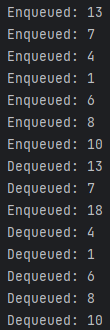 Enqueued: 13
Enqueued: 7
Enqueued: 4
Enqueued: 1
Enqueued: 6
Enqueued: 8
Enqueued: 10
Dequeued: 13
Dequeued: 7
Enqueued: 18
Dequeued: 4
Dequeued: 1
Dequeued: 6
Dequeued: 8
Dequeued: 10